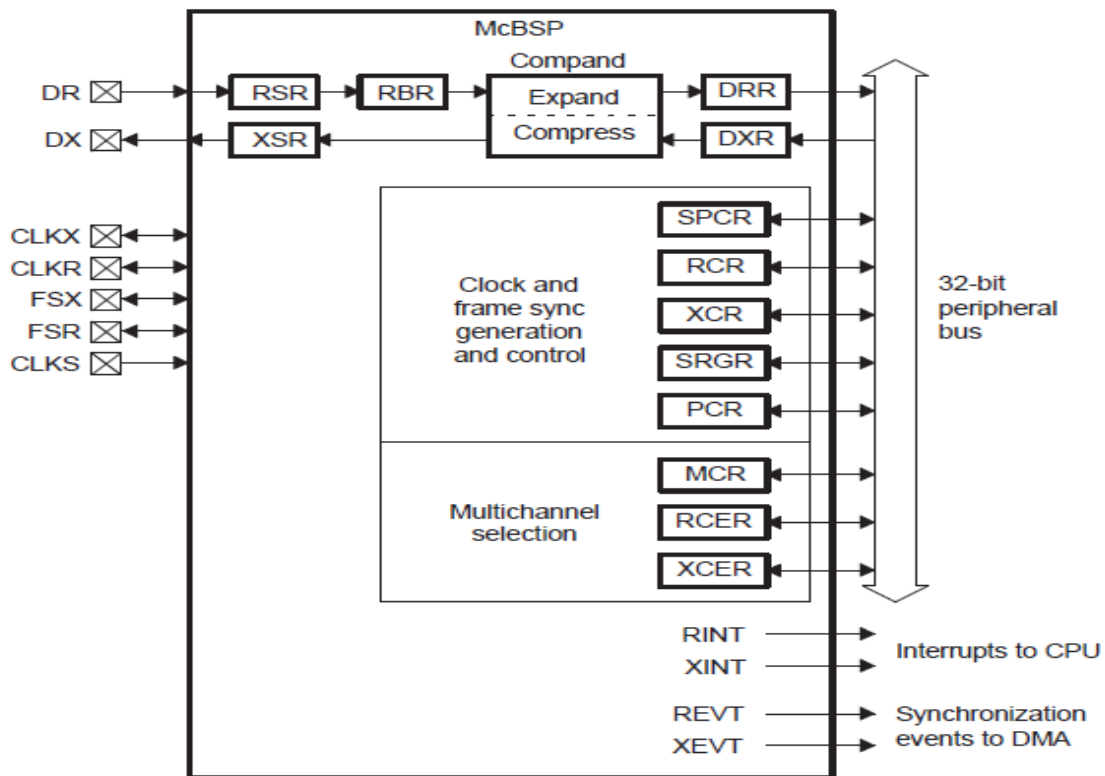 McBSP
Compand
DR
RSR
RBR
Expand
DRR
DX
XSR
Compress
DXR
SPCR
CLKX
CLKR
FSX
FSR
CLKS
Clock and
frame sync
generation
and control
RCR
XCR
SRGR
PCR
32-bit
peripheral
bus
Multichannel
selection
MCR
RCER
XCER
RINT
XINT
Interrupts to CPU
REVT
XEVT
Synchronization
events to DMA